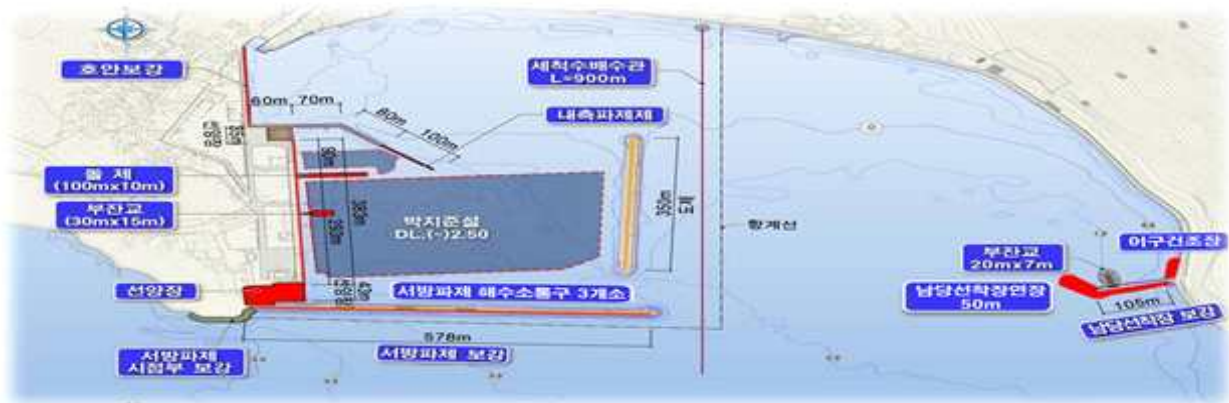 호안보강
60m 70m
80m
100m
세척수배수관
L=900m
내측파제제
돌 제
(100mx10m)
부잔교
(30mx15m)
박지준설
DL.(-)2.50
350m
도제
항계선
선양장
서방파제 해수소통구 3개소
578m
서방파제 보강
서방파제
시점부 보강
부잔교
20mx7m
어구건조장
남당선착장연장
50m
105m
남당선착장 보강